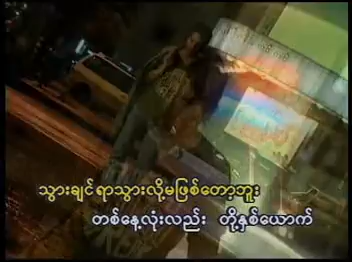 သွားချင်ရာသွားလို့မဖြစ်တော့ဘူး
တစ်နေ့လုံးလည်း တို့နှစ်ယောက်